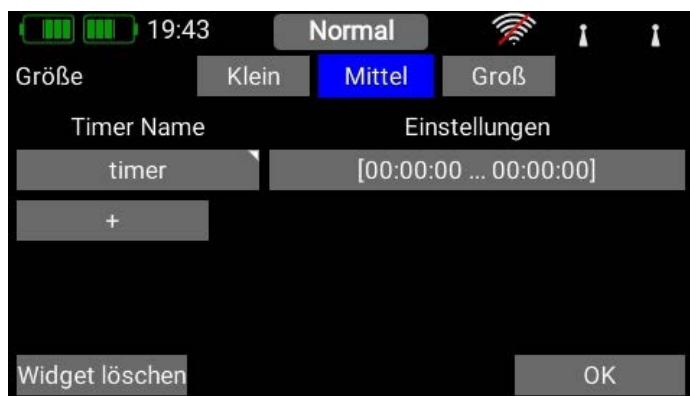 19:43 Normal
Größe Klein Mittel Groß
Timer Name Einstellungen
timer [00:00:00 ... 00:00:00]
+
Widget löschen OK